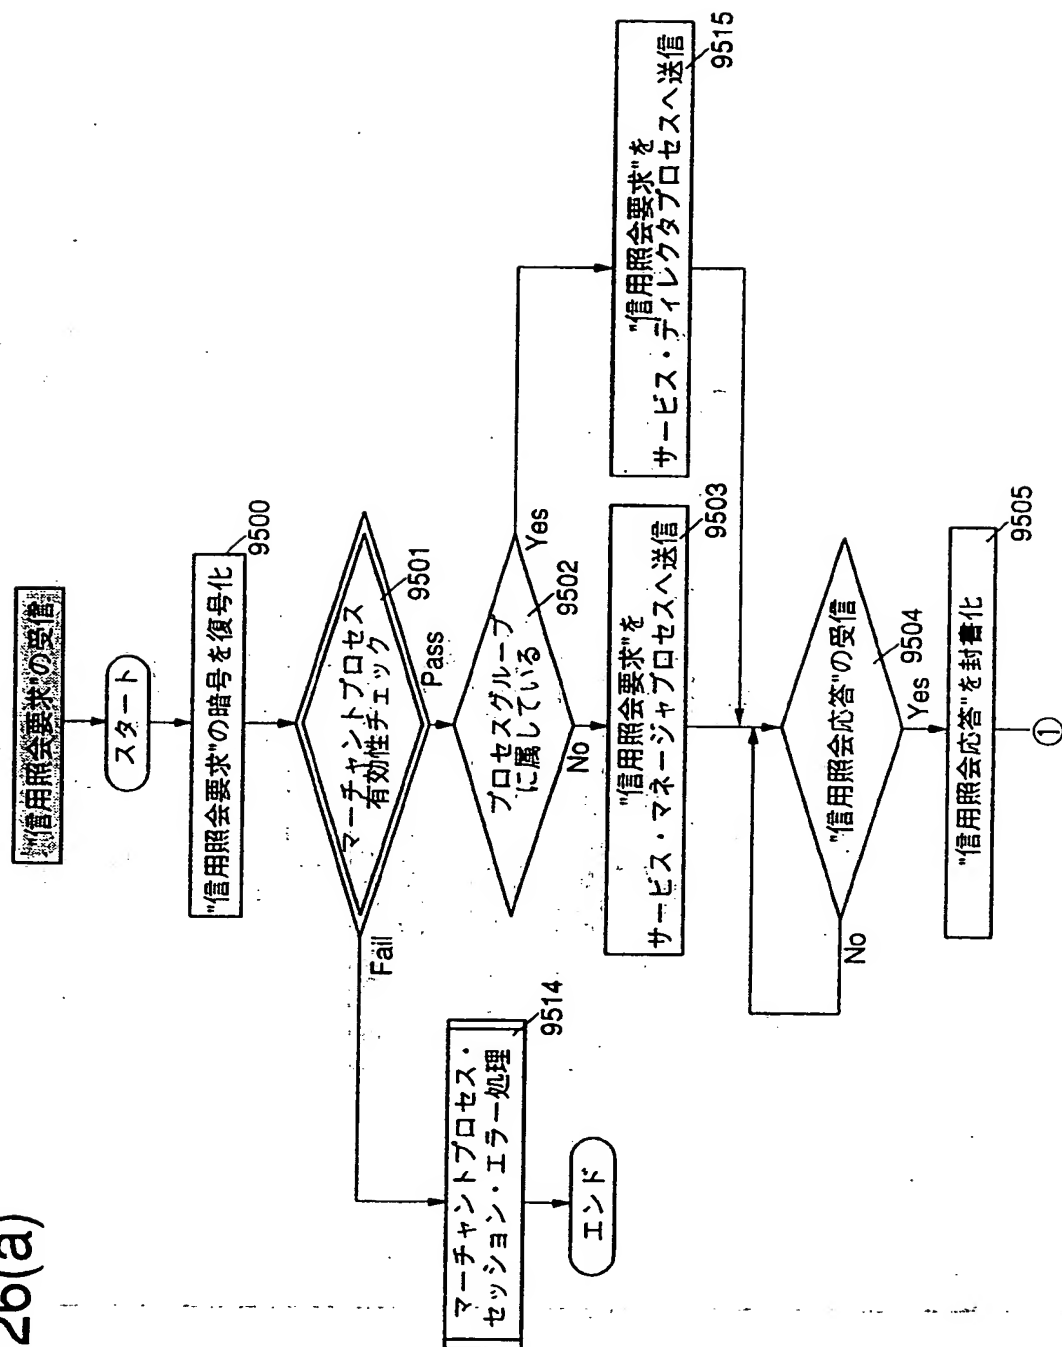 26(a)
"信用照会要求"の受信
スタート
"信用照会要求"の暗号を復号化
9500
マーチャントプロセス
有効性チェック
9501
Fail
Pass
マーチャントプロセス・
セッション・エラー処理
9514
エンド
プロセスグループ
に属している
9502
Yes
No
"信用照会要求"を
サービス・マネージャプロセスへ送信
9503
"信用照会要求"を
サービス・ディレクタプロセスへ送信
9515
"信用照会応答"の受信
9504
No
Yes
"信用照会応答"を封書化
9505
①